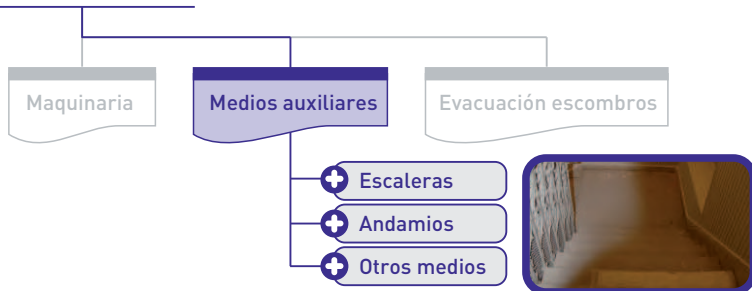 Maquinaria
Medios auxiliares
Evacuación escombros
Escaleras
Andamios
Otros medios